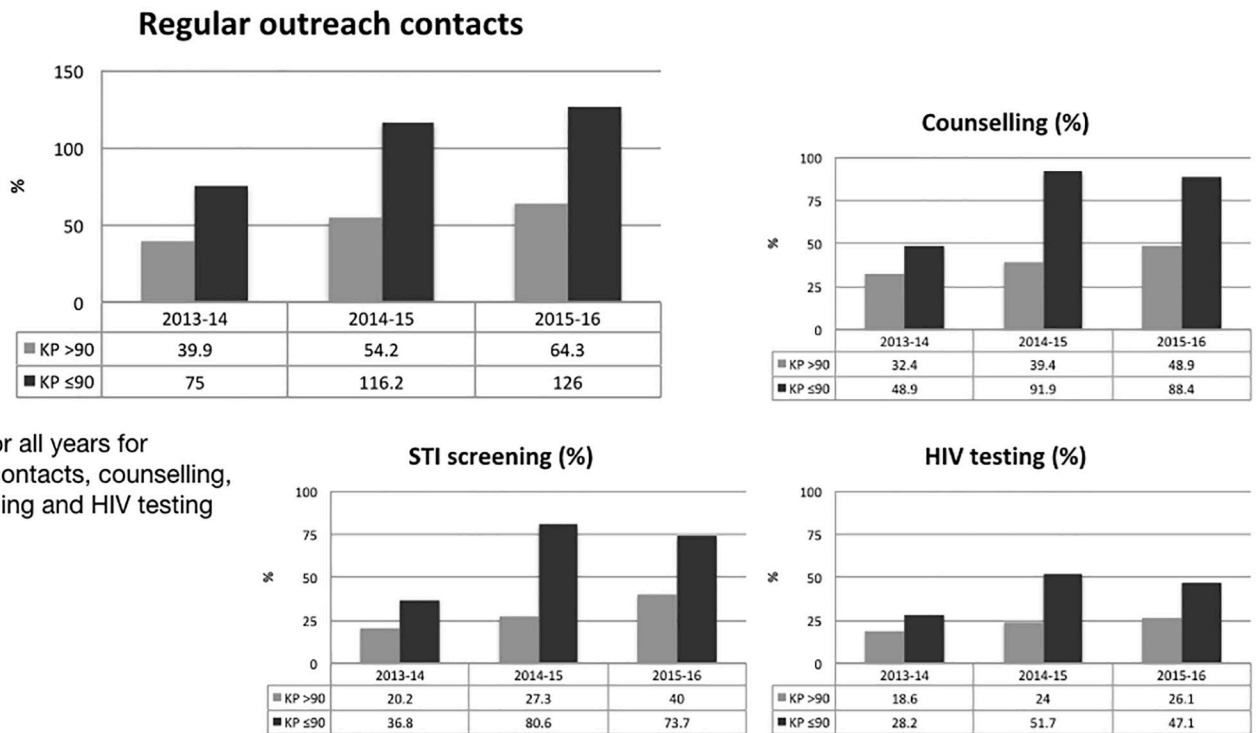 Regular outreach contacts
150
100
50
0
%
2013-14 2014-15 2015-16
KP >90 39.9 54.2 64.3
KP ≤90 75 116.2 126
Counselling (%)
100
75
50
25
0
%
2013-14 2014-15 2015-16
KP >90 32.4 39.4 48.9
KP ≤90 48.9 91.9 88.4
or all years for
ontacts, counselling,
ing and HIV testing
STI screening (%)
100
75
50
25
0
%
2013-14 2014-15 2015-16
KP >90 20.2 27.3 40
KP ≤90 36.8 80.6 73.7
HIV testing (%)
100
75
50
25
0
%
2013-14 2014-15 2015-16
KP >90 18.6 24 26.1
KP ≤90 28.2 51.7 47.1